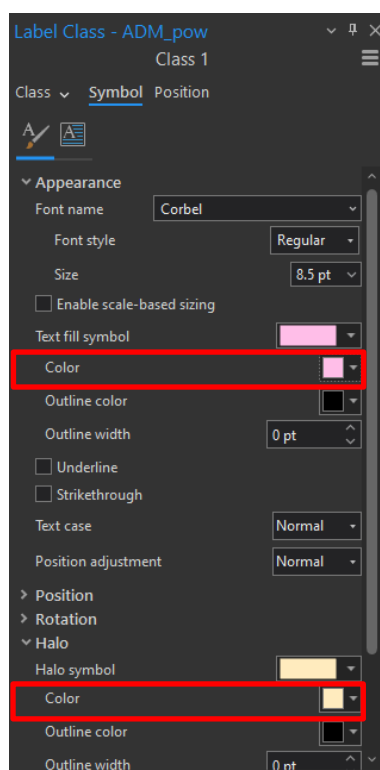 Label Class - ADM_pow
Class 1
Class Symbol Position
Appearance
Font name Corbel
Font style Regular
Size 8.5 pt
Enable scale-based sizing
Text fill symbol
Color
Outline color
Outline width 0 pt
Underline
Strikethrough
Text case Normal
Position adjustment Normal
Position
Rotation
Halo
Halo symbol
Color
Outline color
Outline width 0 pt